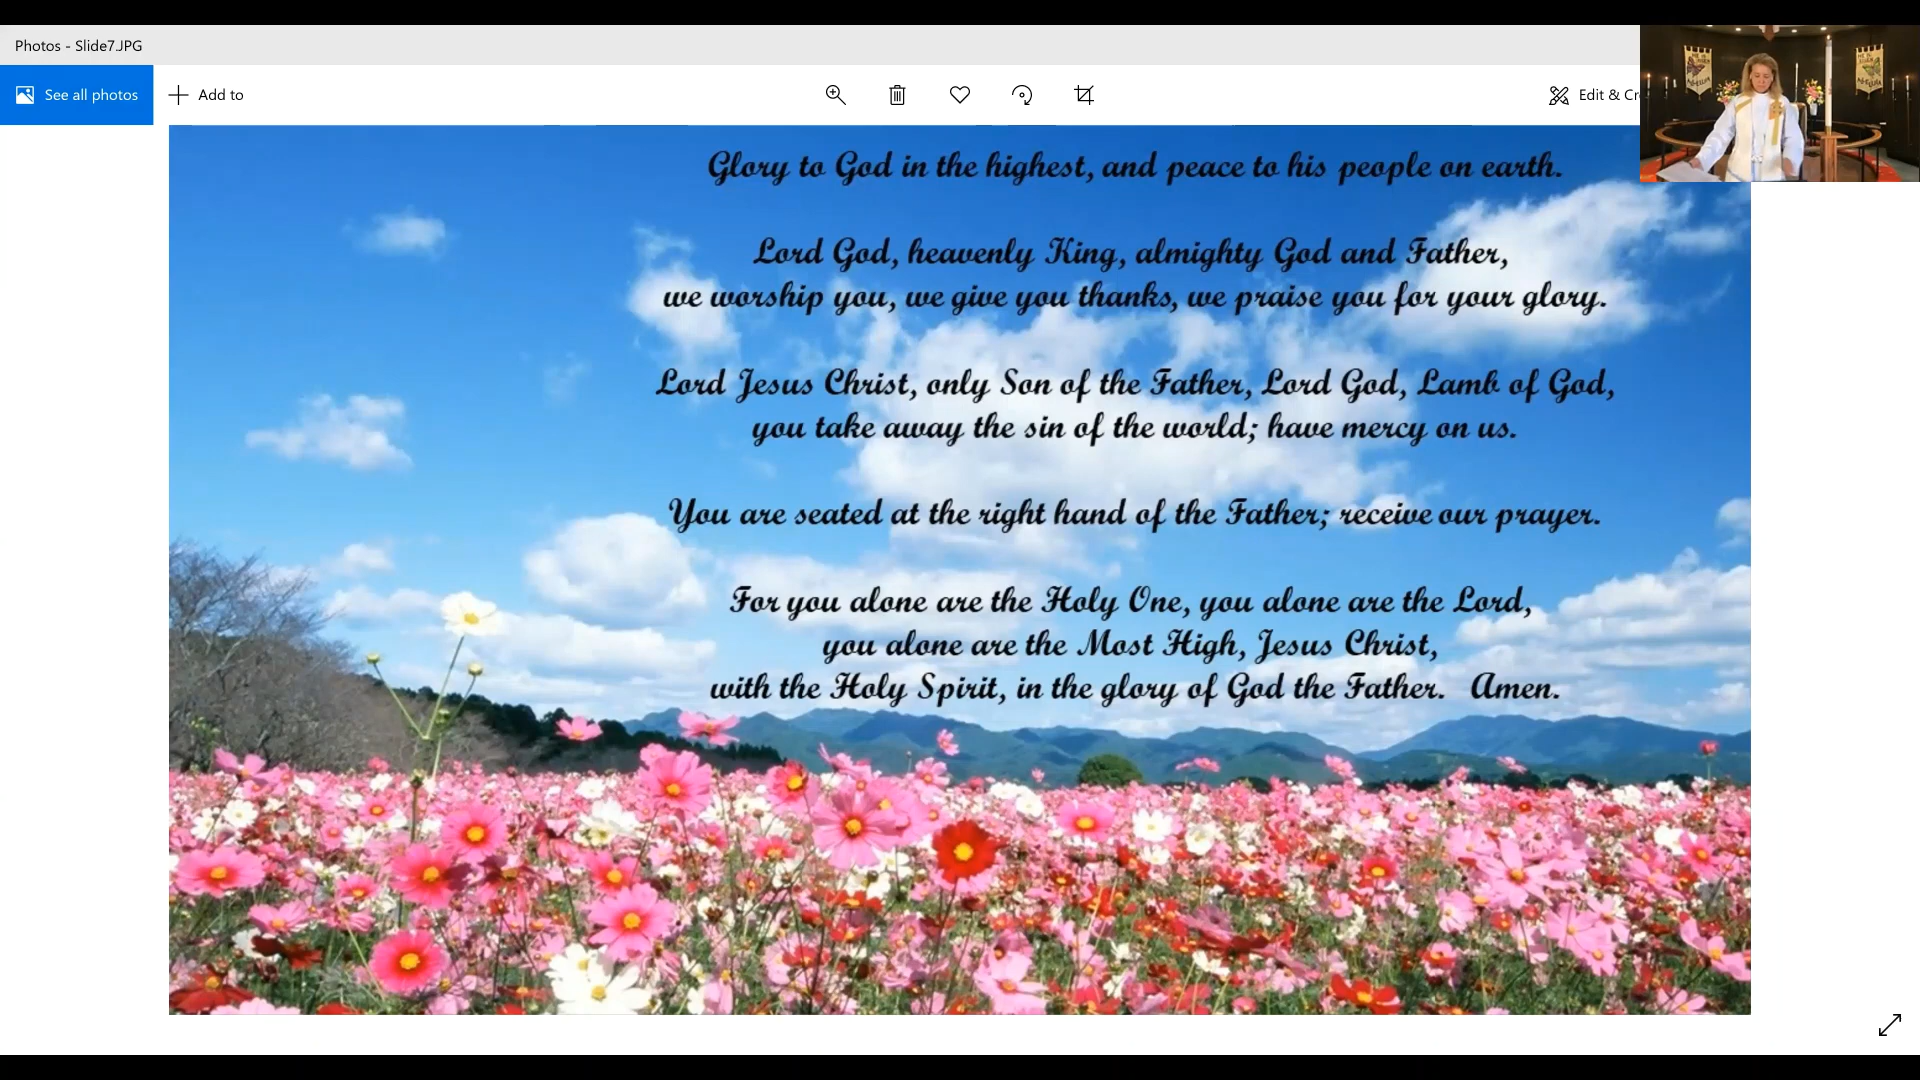 Photos - Slide7.JPG
See all photos
Add to
Edit & Cr
Glory to God in the highest, and peace to his people on earth.
Lord God, heavenly King, almighty God and Father,
we worship you, we give you thanks, we praise you for your glory.
Lord Jesus Christ, only Son of the Father, Lord God, Lamb of God,
you take away the sin of the world; have mercy on us.
You are seated at the right hand of the Father; receive our prayer.
For you alone are the Holy One, you alone are the Lord,
you alone are the Most High, Jesus Christ,
with the Holy Spirit, in the glory of God the Father. Amen.